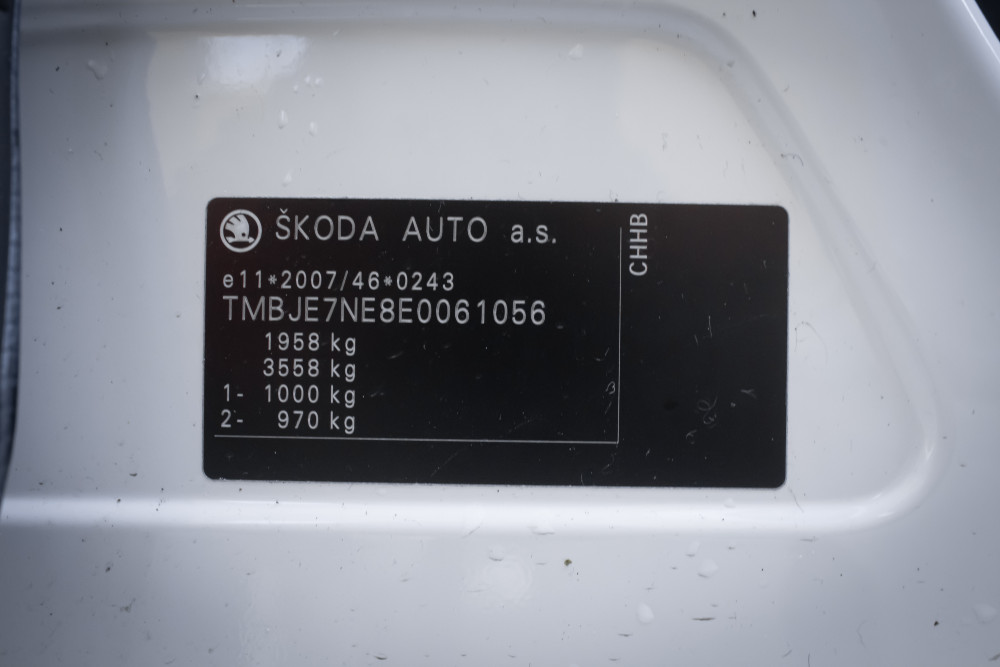 ŠKODA AUTO a.s.
e11*2007/46*0243
TMBJE7NE8E0061056
1958 kg
3558 kg
1- 1000 kg
2- 970 kg
CHHB